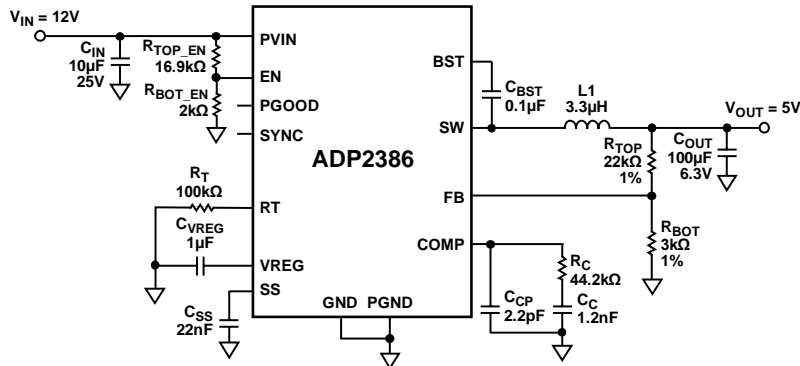 V_IN = 12V
C_IN
10µF
25V
R_TOP_EN
16.9kΩ
R_BOT_EN
2kΩ
R_T
100kΩ
C_VREG
1µF
C_SS
22nF
PVIN
EN
PGOOD
SYNC
RT
VREG
SS
ADP2386
GND PGND
BST
SW
FB
COMP
C_BST
0.1µF
L1
3.3µH
V_OUT = 5V
R_TOP
22kΩ
1%
C_OUT
100µF
6.3V
R_BOT
3kΩ
1%
R_C
44.2kΩ
C_CP
2.2pF
C_C
1.2nF